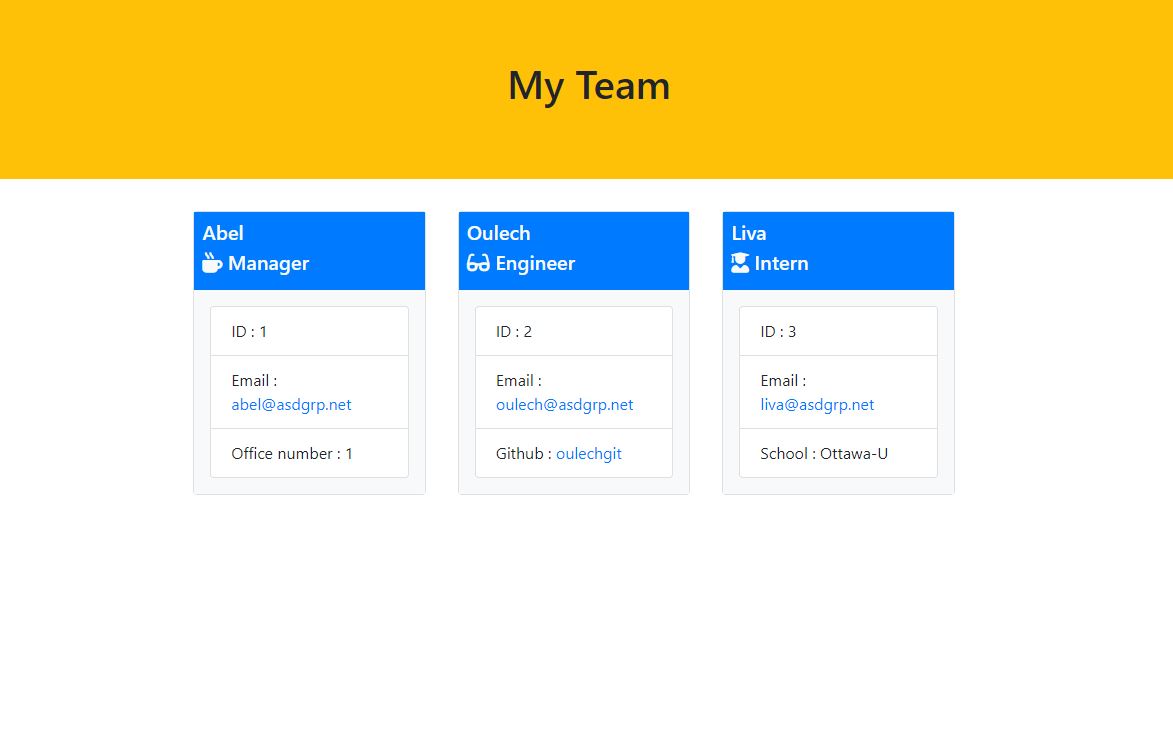 My Team
Abel
Manager
ID : 1
Email :
abel@asdgrp.net
Office number : 1
Oulech
Engineer
ID : 2
Email :
oulech@asdgrp.net
Github : oulechgit
Liva
Intern
ID : 3
Email :
liva@asdgrp.net
School : Ottawa-U